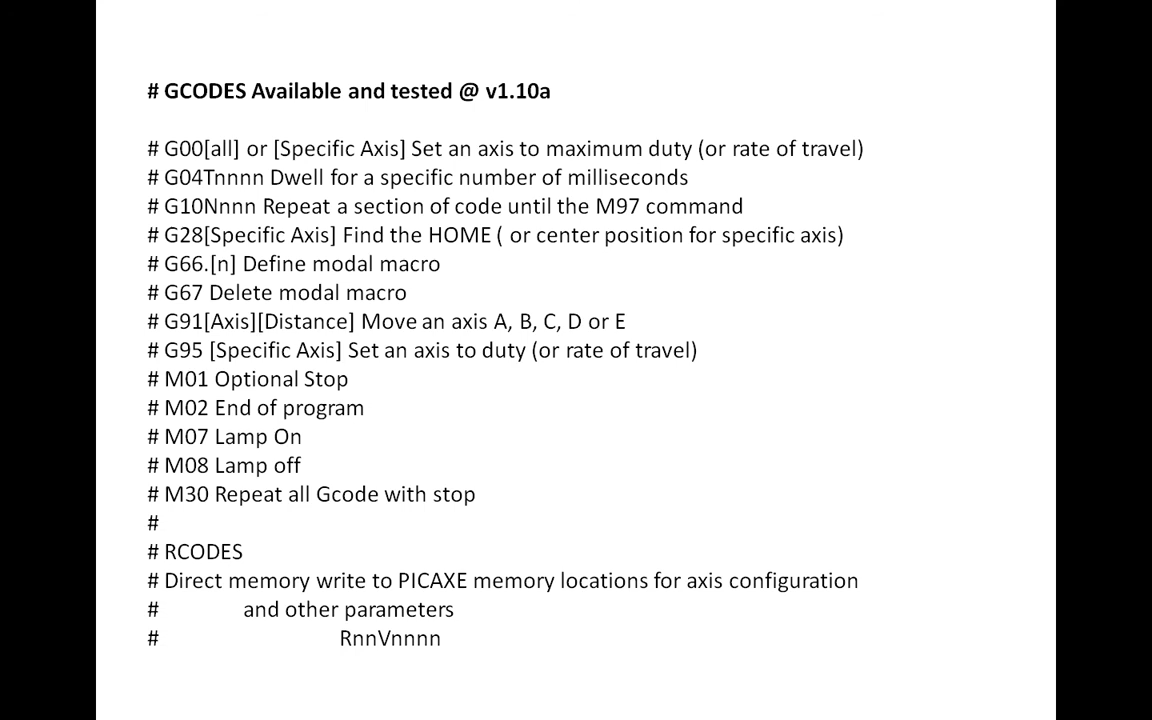 # GCODES Available and tested @ v1.10a
# G00[all] or [Specific Axis] Set an axis to maximum duty (or rate of travel)
# G04Tnnnn Dwell for a specific number of milliseconds
# G10Nnnn Repeat a section of code until the M97 command
# G28[Specific Axis] Find the HOME ( or center position for specific axis)
# G66.[n] Define modal macro
# G67 Delete modal macro
# G91[Axis][Distance] Move an axis A, B, C, D or E
# G95 [Specific Axis] Set an axis to duty (or rate of travel)
# M01 Optional Stop
# M02 End of program
# M07 Lamp On
# M08 Lamp off
# M30 Repeat all Gcode with stop
#
# RCODES
# Direct memory write to PICAXE memory locations for axis configuration
# and other parameters
# RnnVnnnn